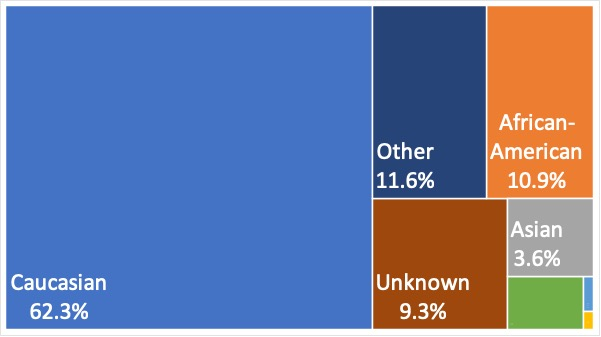 Caucasian
62.3%
Other
11.6%
African-
American
10.9%
Unknown
9.3%
Asian
3.6%